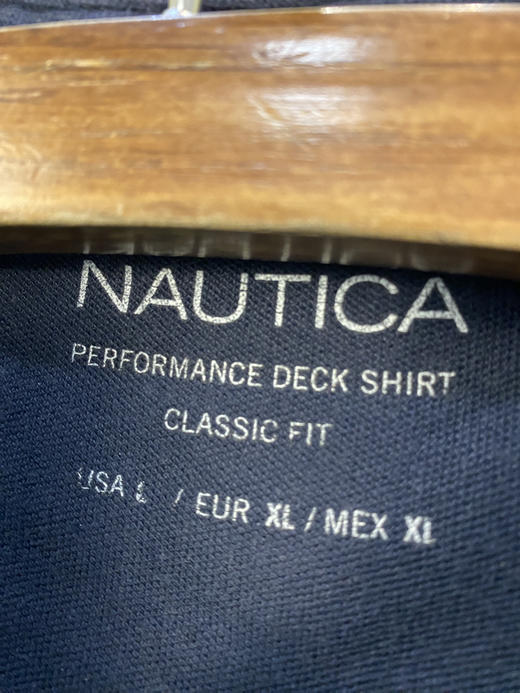 NAUTICA
PERFORMANCE DECK SHIRT
CLASSIC FIT
USA L / EUR XL / MEX XL